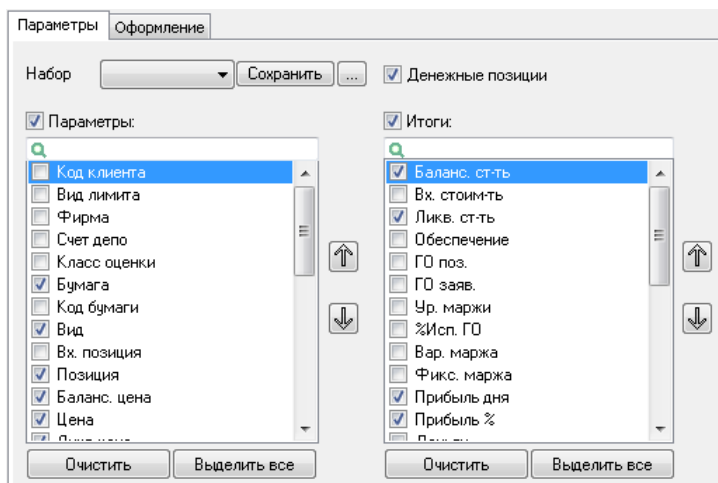 Параметры Оформление
Набор Сохранить ... Денежные позиции
Параметры: Итоги:
Код клиента Баланс. ст-ть
Вид лимита Вх. стоим-ть
Фирма Ликв. ст-ть
Счет депо Обеспечение
Класс оценки ГО поз.
Бумага ГО заяв.
Код бумаги Ур. маржи
Вид %Исп. ГО
Вх. позиция Вар. маржа
Позиция Фикс. маржа
Баланс. цена Прибыль дня
Цена Прибыль %
Очистить Выделить все Очистить Выделить все